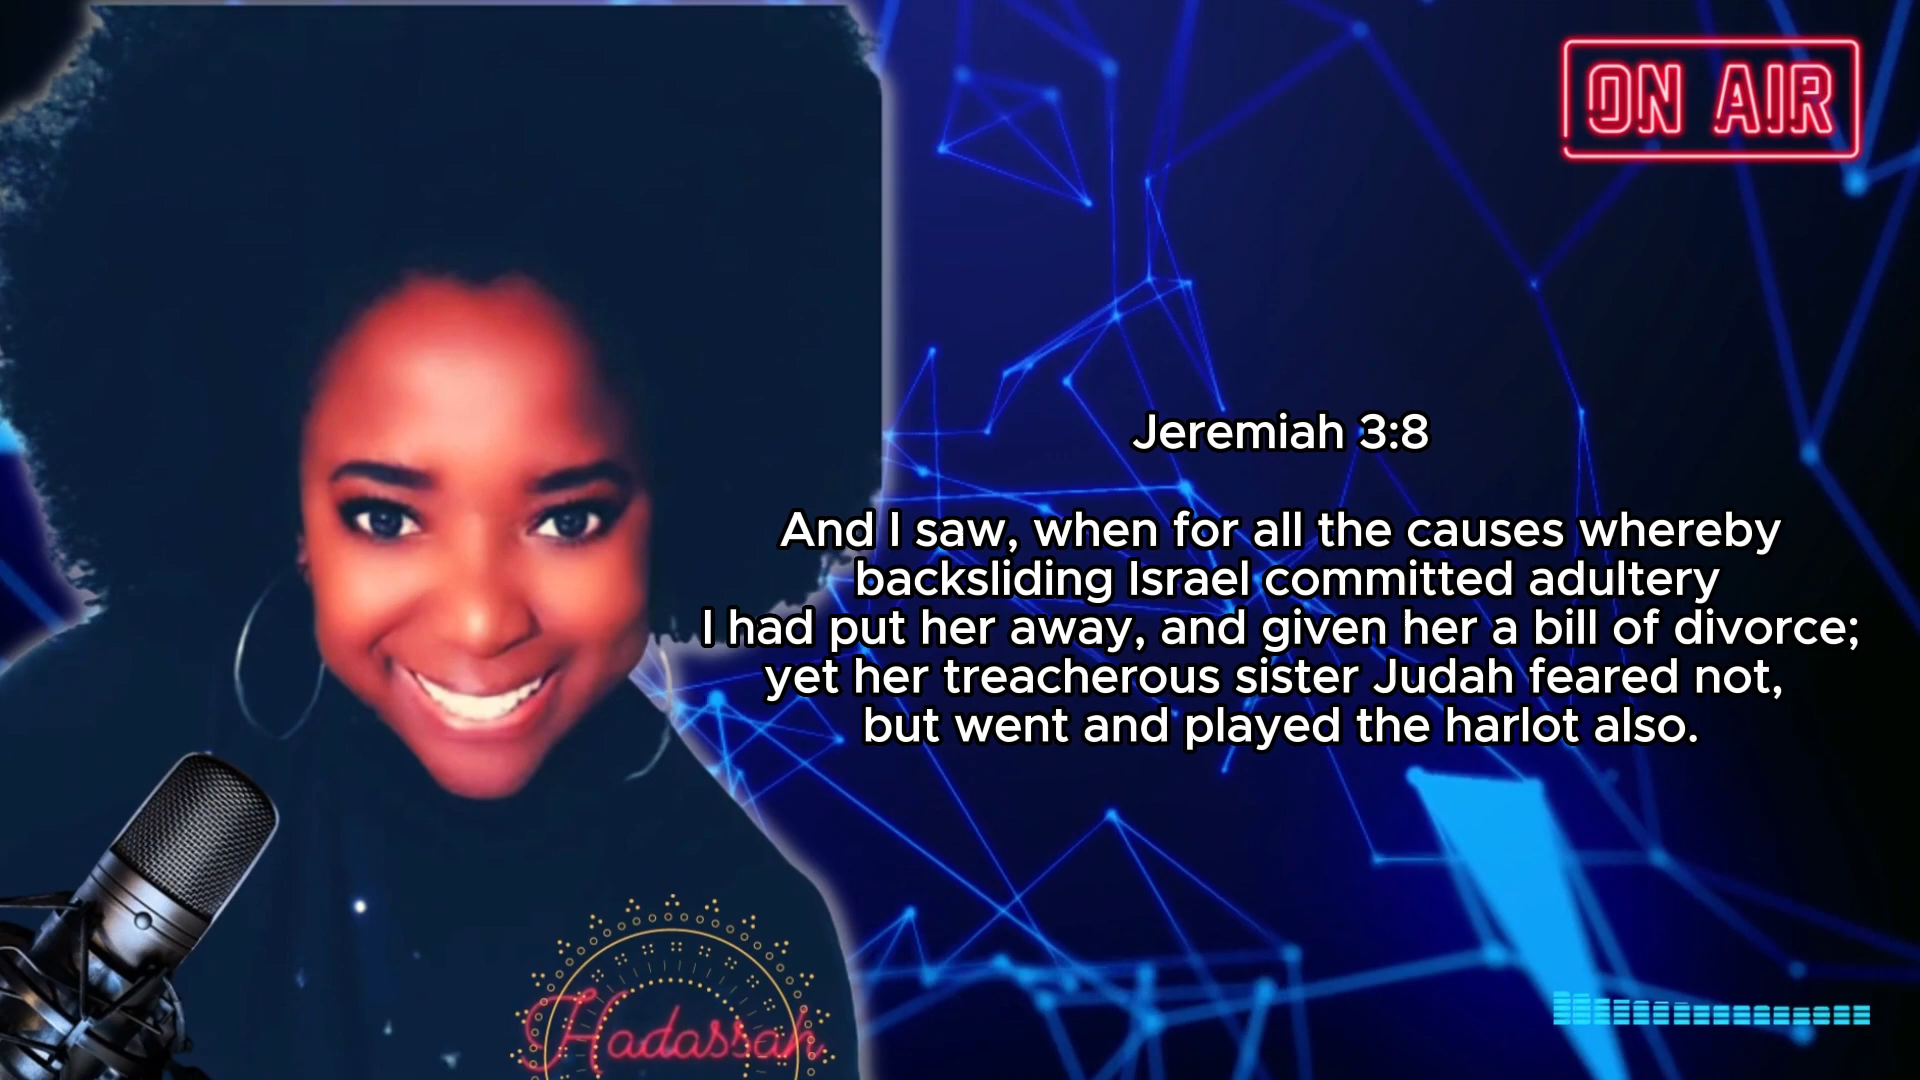 ON AIR
Jeremiah 3:8
And I saw, when for all the causes whereby
backsliding Israel committed adultery
I had put her away, and given her a bill of divorce;
yet her treacherous sister Judah feared not,
but went and played the harlot also.
Hadassah